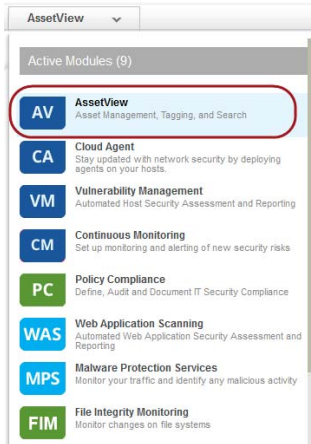 AssetView
Active Modules (9)
AV
AssetView
Asset Management, Tagging, and Search
CA
Cloud Agent
Stay updated with network security by deploying
agents on your hosts.
VM
Vulnerability Management
Automated Host Security Assessment and Reporting
CM
Continuous Monitoring
Set up monitoring and alerting of new security risks
PC
Policy Compliance
Define, Audit and Document IT Security Compliance
WAS
Web Application Scanning
Automated Web Application Security Assessment and
Reporting
MPS
Malware Protection Services
Monitor your traffic and identify any malicious activity
FIM
File Integrity Monitoring
Monitor changes on file systems